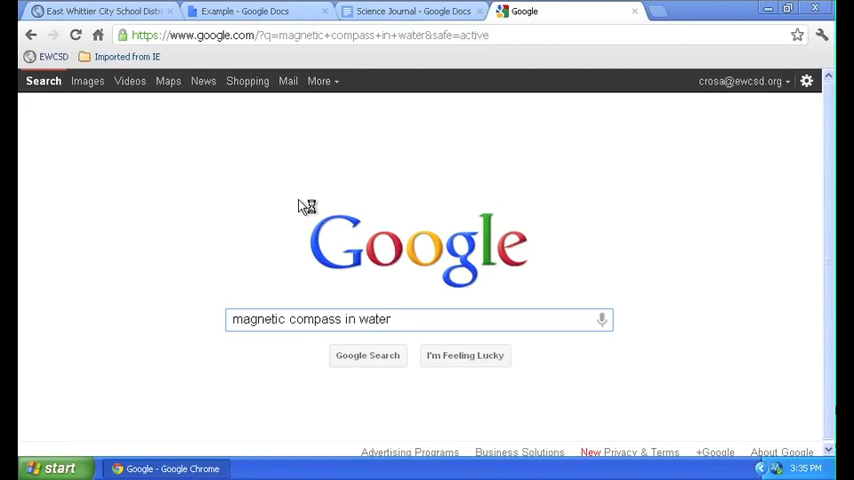 East Whittier City School Distri
Example - Google Docs
Science Journal - Google Docs
Google
https://www.google.com/?q=magnetic+compass+in+water&safe=active
EWCSD
Imported from IE
Search Images Videos Maps News Shopping Mail More
crosa@ewcsd.org
Google
magnetic compass in water
Google Search
I'm Feeling Lucky
Advertising Programs Business Solutions New Privacy & Terms +Google About Google
start
Google - Google Chrome
3:35 PM